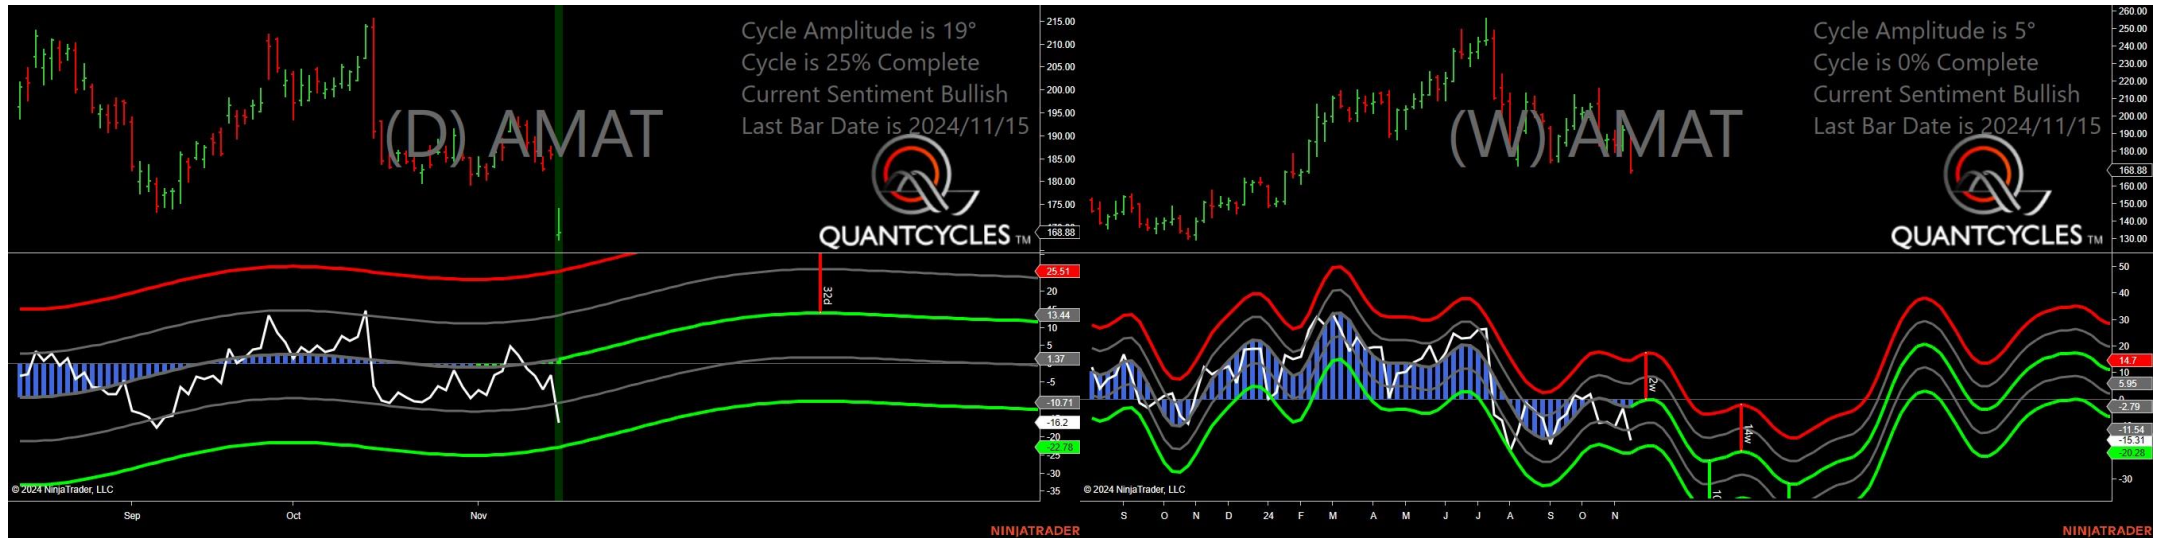 Cycle Amplitude is 19°
Cycle is 25% Complete
Current Sentiment Bullish
Last Bar Date is 2024/11/15
(D) AMAT
QUANTCYCLES TM
215.00
210.00
205.00
200.00
195.00
190.00
185.00
180.00
175.00
168.88
25.51
20
13.44
10
5
1.37
-5
-10.71
-16.2
-20
-22.78
-25
-30
-35
32d
© 2024 NinjaTrader, LLC
Sep Oct Nov
NINJATRADER
Cycle Amplitude is 5°
Cycle is 0% Complete
Current Sentiment Bullish
Last Bar Date is 2024/11/15
(W) AMAT
QUANTCYCLES TM
260.00
250.00
240.00
230.00
220.00
210.00
200.00
190.00
180.00
168.88
160.00
150.00
140.00
130.00
50
40
30
20
14.7
10
5.95
-2.79
-11.54
-15.31
-20.28
-30
2w
14w
© 2024 NinjaTrader, LLC
S O N D 24 F M A M J J A S O N
NINJATRADER